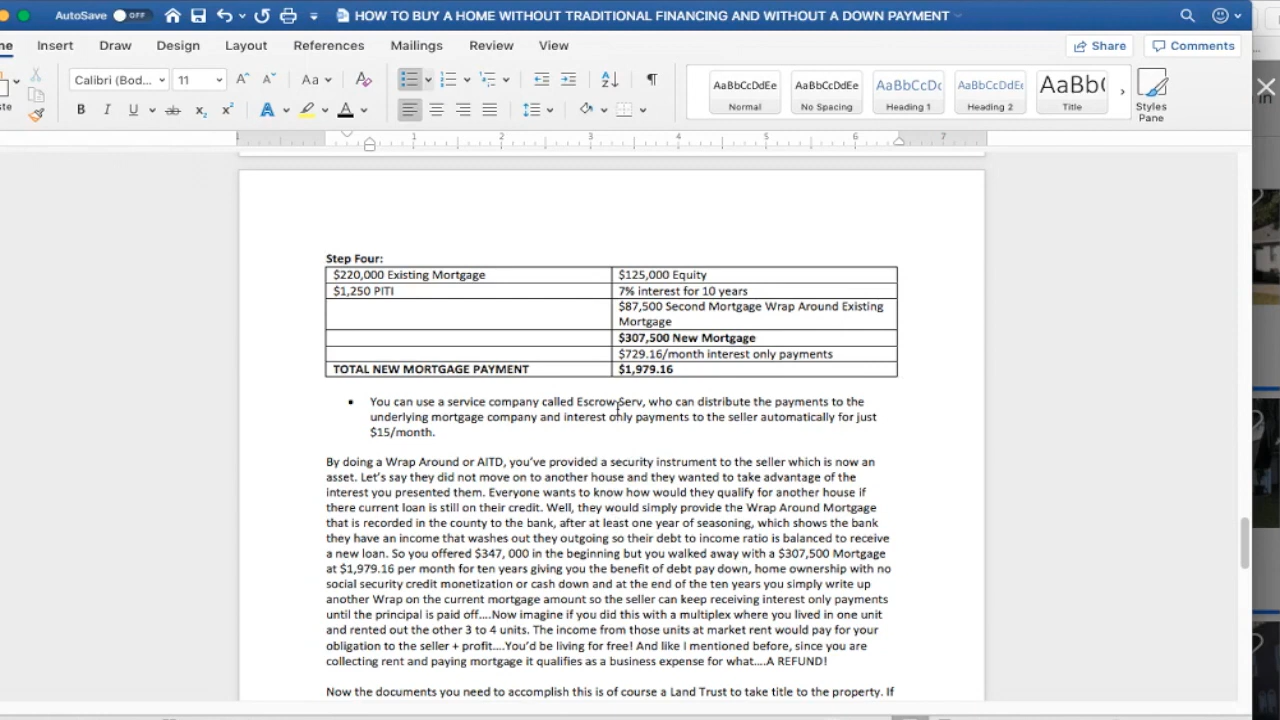 AutoSave OFF HOW TO BUY A HOME WITHOUT TRADITIONAL FINANCING AND WITHOUT A DOWN PAYMENT
Insert Draw Design Layout References Mailings Review View Share Comments
Calibri (Bod... 11 Aa
AaBbCcDdEe AaBbCcDdEe AaBbCcDc AaBbCcDdEe AaBb(
Normal No Spacing Heading 1 Heading 2 Title Styles
Pane
B I U ab x₂ x² A A
1 2 3 4 5 6 7
in
Step Four:
$220,000 Existing Mortgage $125,000 Equity
$1,250 PITI 7% interest for 10 years
$87,500 Second Mortgage Wrap Around Existing
Mortgage
$307,500 New Mortgage
$729.16/month interest only payments
TOTAL NEW MORTGAGE PAYMENT $1,979.16
• You can use a service company called EscrowServ, who can distribute the payments to the
underlying mortgage company and interest only payments to the seller automatically for just
$15/month.
By doing a Wrap Around or AITD, you've provided a security instrument to the seller which is now an
asset. Let's say they did not move on to another house and they wanted to take advantage of the
interest you presented them. Everyone wants to know how would they qualify for another house if
there current loan is still on their credit. Well, they would simply provide the Wrap Around Mortgage
that is recorded in the county to the bank, after at least one year of seasoning, which shows the bank
they have an income that washes out they outgoing so their debt to income ratio is balanced to receive
a new loan. So you offered $347, 000 in the beginning but you walked away with a $307,500 Mortgage
at $1,979.16 per month for ten years giving you the benefit of debt pay down, home ownership with no
social security credit monetization or cash down and at the end of the ten years you simply write up
another Wrap on the current mortgage amount so the seller can keep receiving interest only payments
until the principal is paid off....Now imagine if you did this with a multiplex where you lived in one unit
and rented out the other 3 to 4 units. The income from those units at market rent would pay for your
obligation to the seller + profit....You'd be living for free! And like I mentioned before, since you are
collecting rent and paying mortgage it qualifies as a business expense for what....A REFUND!
Now the documents you need to accomplish this is of course a Land Trust to take title to the property. If